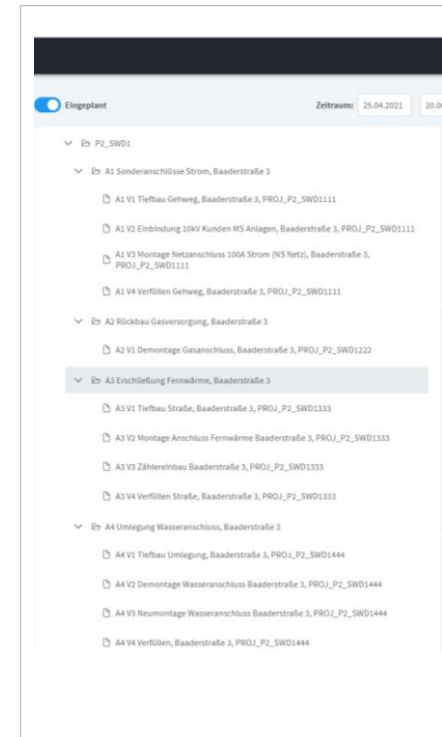 Eingeplant
Zeitraum: 25.04.2021
P2_SWD1
A1 Sonderanschlüsse Strom, Baaderstraße 3
A1 V1 Tiefbau Gehweg, Baaderstraße 3, PROJ_P2_SWD1111
A1 V2 Einbindung 10kV Kunden MS Anlagen, Baaderstraße 3, PROJ_P2_SWD1111
A1 V3 Montage Netzanschluss 100A Strom (NS Netz), Baaderstraße 3,
PROJ_P2_SWD1111
A1 V4 Verfüllen Gehweg, Baaderstraße 3, PROJ_P2_SWD1111
A2 Rückbau Gasversorgung, Baaderstraße 3
A2 V1 Demontage Gasanschluss, Baaderstraße 3, PROJ_P2_SWD1222
A3 Erschließung Fernwärme, Baaderstraße 3
A3 V1 Tiefbau Straße, Baaderstraße 3, PROJ_P2_SWD1333
A3 V2 Montage Anschluss Fernwärme Baaderstraße 3, PROJ_P2_SWD1333
A3 V3 Zählereinbau Baaderstraße 3, PROJ_P2_SWD1333
A3 V4 Verfüllen Straße, Baaderstraße 3, PROJ_P2_SWD1333
A4 Umlegung Wasseranschluss, Baaderstraße 3
A4 V1 Tiefbau Umlegung, Baaderstraße 3, PROJ_P2_SWD1444
A4 V2 Demontage Wasseranschluss Baaderstraße 3, PROJ_P2_SWD1444
A4 V3 Neumontage Wasseranschluss Baaderstraße 3, PROJ_P2_SWD1444
A4 V4 Verfüllen, Baaderstraße 3, PROJ_P2_SWD1444